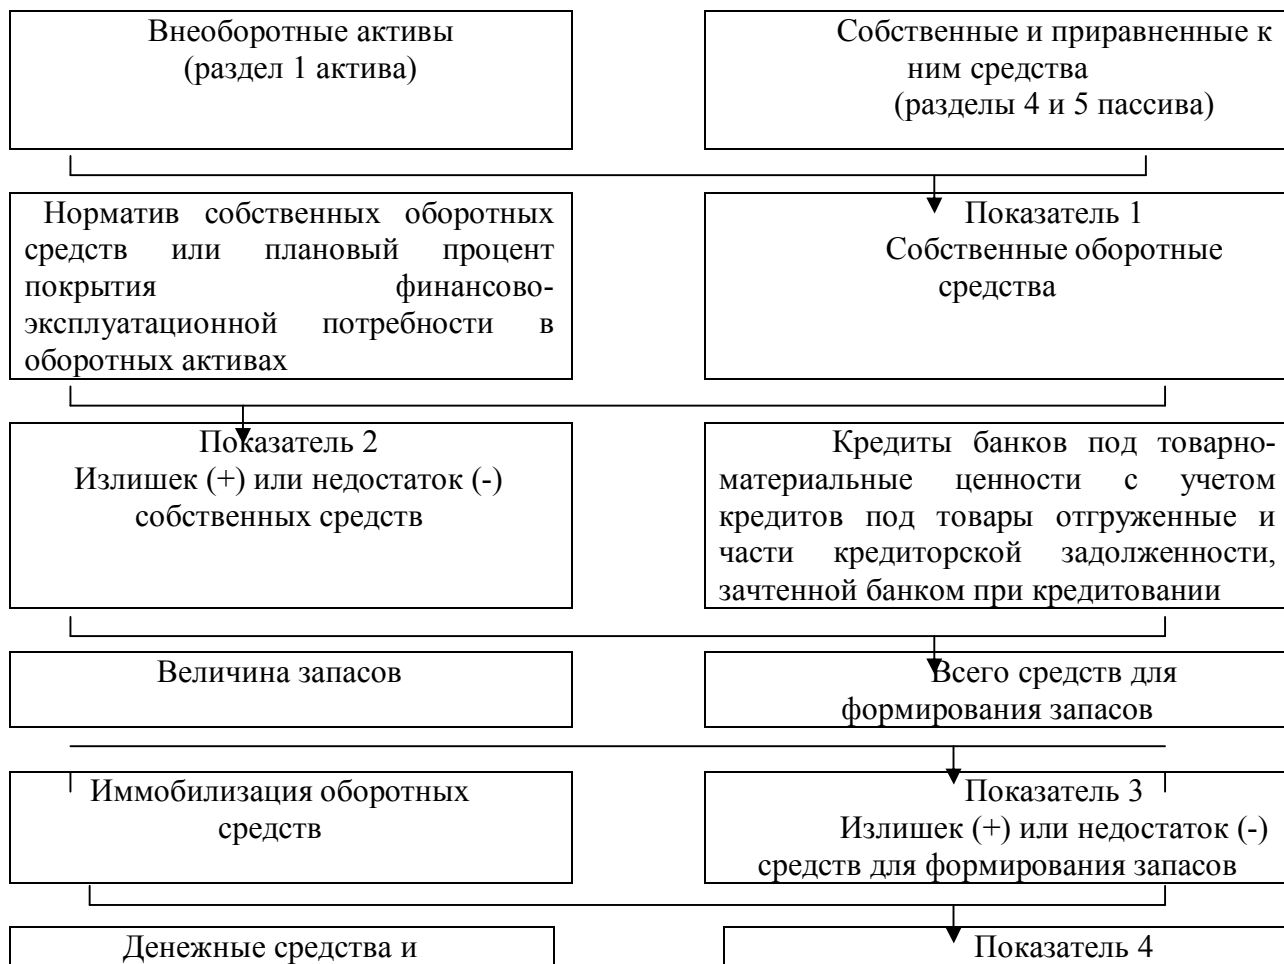 Внеоборотные активы
(раздел 1 актива)
Собственные и приравненные к
ним средства
(разделы 4 и 5 пассива)
Норматив собственных оборотных
средств или плановый процент
покрытия финансово-
эксплуатационной потребности в
оборотных активах
Показатель 1
Собственные оборотные
средства
Показатель 2
Излишек (+) или недостаток (-)
собственных средств
Кредиты банков под товарно-
материальные ценности с учетом
кредитов под товары отгруженные и
части кредиторской задолженности,
зачтенной банком при кредитовании
Величина запасов
Всего средств для
формирования запасов
Иммобилизация оборотных
средств
Показатель 3
Излишек (+) или недостаток (-)
средств для формирования запасов
Денежные средства и
Показатель 4